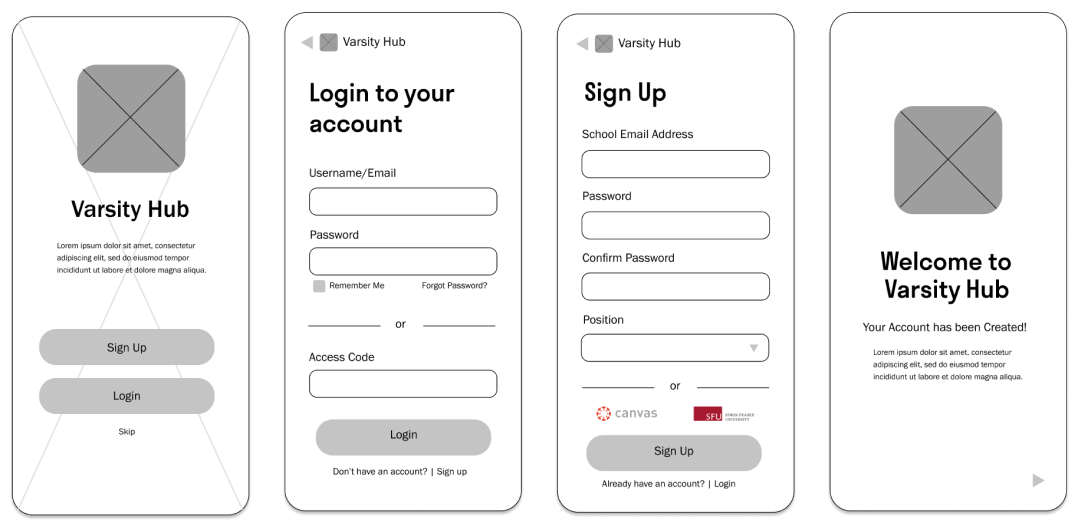 Varsity Hub
Lorem ipsum dolor sit amet, consectetur
adipiscing elit, sed do eiusmod tempor
incididunt ut labore et dolore magna aliqua.
Sign Up
Login
Skip
Varsity Hub
Login to your
account
Username/Email
Password
Remember Me
Forgot Password?
or
Access Code
Login
Don't have an account? | Sign up
Varsity Hub
Sign Up
School Email Address
Password
Confirm Password
Position
or
canvas
SFU
SIMON FRASER
UNIVERSITY
Sign Up
Already have an account? | Login
Welcome to
Varsity Hub
Your Account has been Created!
Lorem ipsum dolor sit amet, consectetur
adipiscing elit, sed do eiusmod tempor
incididunt ut labore et dolore magna aliqua.